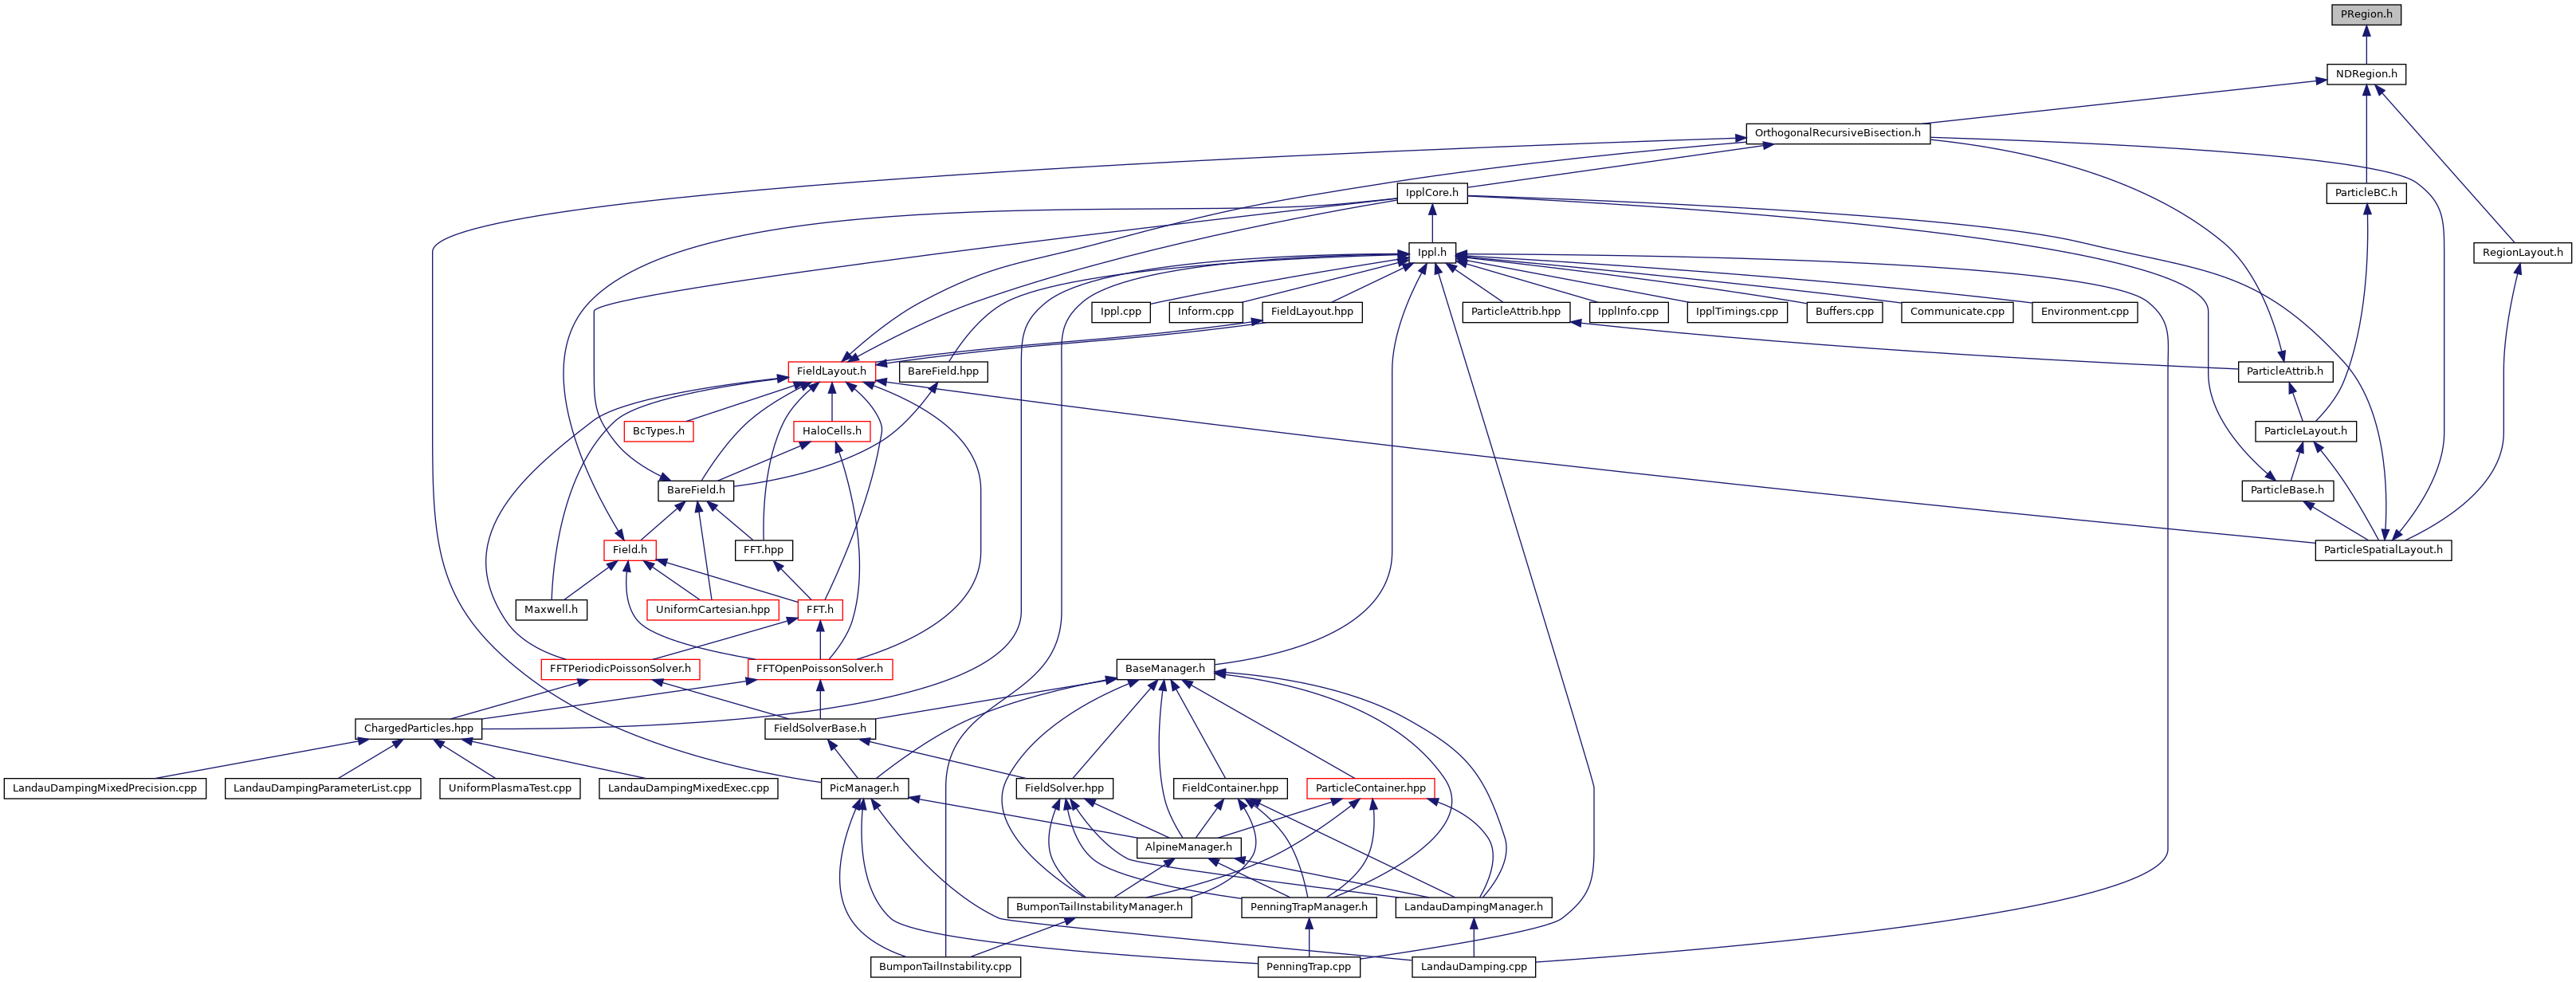 PRegion.h
NDRegion.h
OrthogonalRecursiveBisection.h
IpplCore.h
ParticleBC.h
Ippl.h
RegionLayout.h
Ippl.cpp
Inform.cpp
FieldLayout.hpp
ParticleAttrib.hpp
IpplInfo.cpp
IpplTimings.cpp
Buffers.cpp
Communicate.cpp
Environment.cpp
FieldLayout.h
BareField.hpp
ParticleAttrib.h
BcTypes.h
HaloCells.h
ParticleLayout.h
BareField.h
ParticleBase.h
Field.h
FFT.hpp
ParticleSpatialLayout.h
Maxwell.h
UniformCartesian.hpp
FFT.h
FFTPeriodicPoissonSolver.h
FFTOpenPoissonSolver.h
BaseManager.h
ChargedParticles.hpp
FieldSolverBase.h
LandauDampingMixedPrecision.cpp
LandauDampingParameterList.cpp
UniformPlasmaTest.cpp
LandauDampingMixedExec.cpp
PicManager.h
FieldSolver.hpp
FieldContainer.hpp
ParticleContainer.hpp
AlpineManager.h
BumponTailInstabilityManager.h
PenningTrapManager.h
LandauDampingManager.h
BumponTailInstability.cpp
PenningTrap.cpp
LandauDamping.cpp